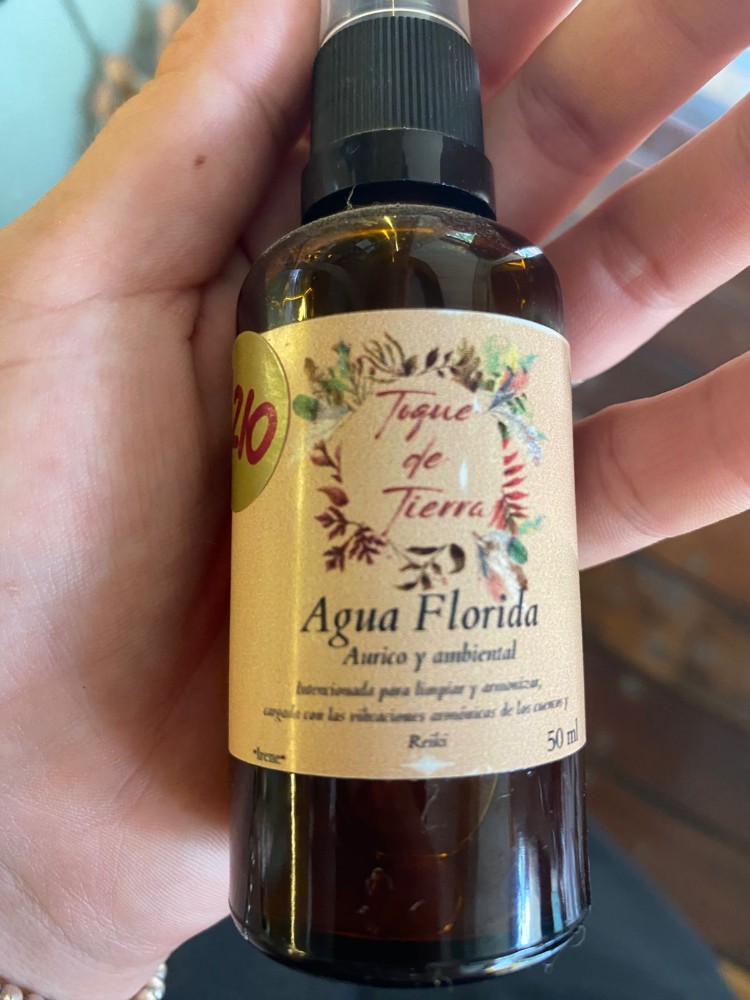 210
Toque
de
Tierra
Agua Florida
Aurico y ambiental
Intencionada para limpiar y armonizar,
cargada con las vibraciones armónicas de los cuencos y
Reiki
50 ml
*Irene*